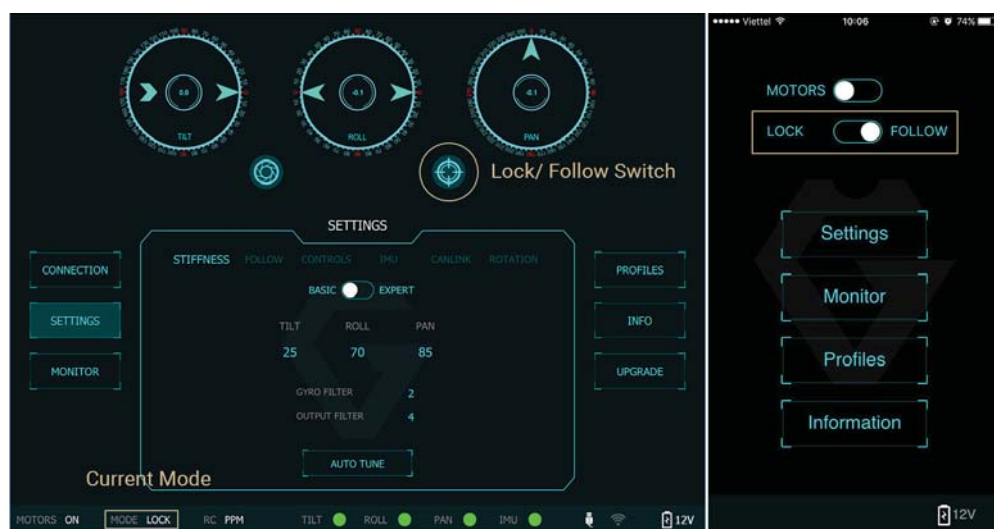 ●●●●● Viettel 10:06 74%
0.0
-0.1
-0.1
TILT
ROLL
PAN
Lock/ Follow Switch
SETTINGS
STIFFNESS FOLLOW CONTROLS IMU CANLINK ROTATION
BASIC EXPERT
TILT ROLL PAN
25 70 85
GYRO FILTER 2
OUTPUT FILTER 4
AUTO TUNE
CONNECTION
SETTINGS
MONITOR
PROFILES
INFO
UPGRADE
Current Mode
MOTORS ON MODE LOCK RC PPM TILT ROLL PAN IMU 12V
MOTORS
LOCK FOLLOW
Settings
Monitor
Profiles
Information
12V